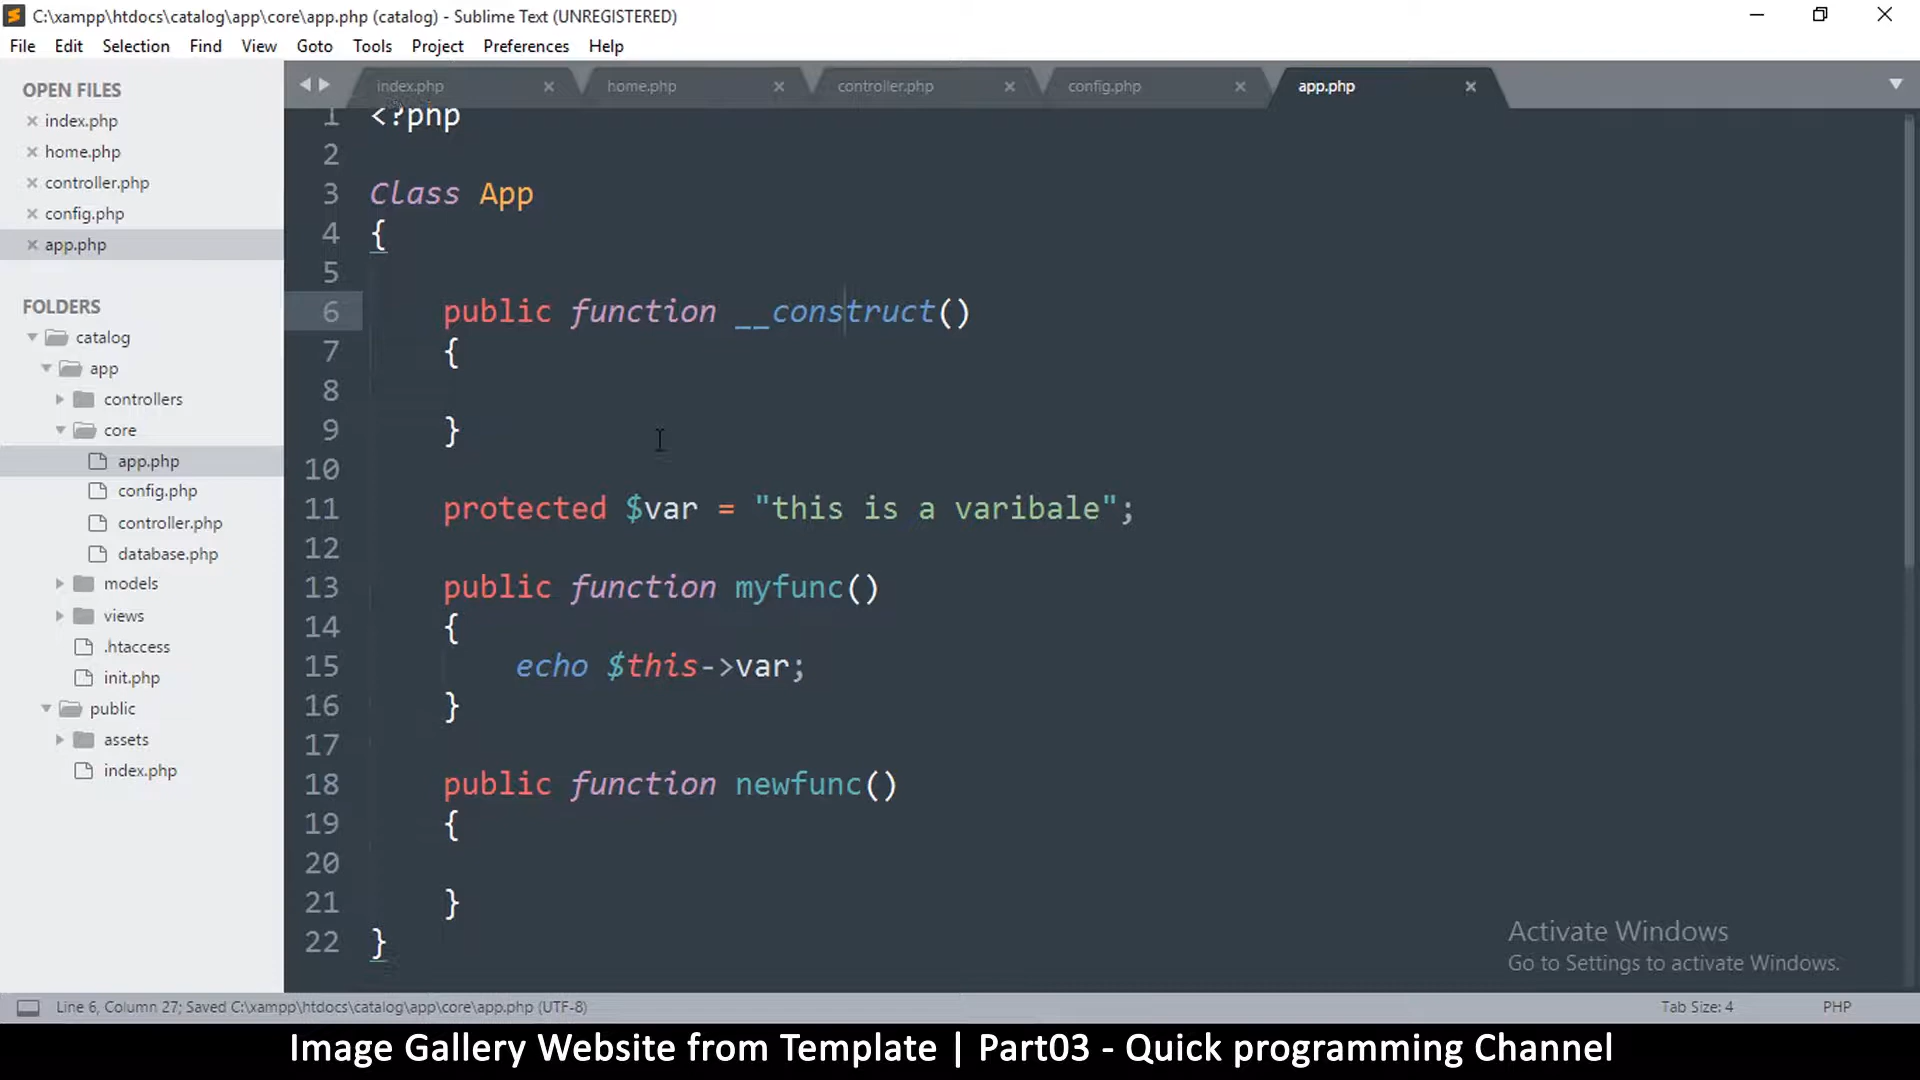 C:\xampp\htdocs\catalog\app\core\app.php (catalog) - Sublime Text (UNREGISTERED)
File Edit Selection Find View Goto Tools Project Preferences Help
OPEN FILES
index.php
home.php
controller.php
config.php
app.php
FOLDERS
catalog
app
controllers
core
app.php
config.php
controller.php
database.php
models
views
.htaccess
init.php
public
assets
index.php
index.php home.php controller.php config.php app.php
1 <?php
2
3 Class App
4 {
5
6 public function __construct()
7 {
8
9 }
10
11 protected $var = "this is a varibale";
12
13 public function myfunc()
14 {
15 echo $this->var;
16 }
17
18 public function newfunc()
19 {
20
21 }
22 }
Activate Windows
Go to Settings to activate Windows.
Line 6, Column 27; Saved C:\xampp\htdocs\catalog\app\core\app.php (UTF-8) Tab Size: 4 PHP
Image Gallery Website from Template | Part03 - Quick programming Channel